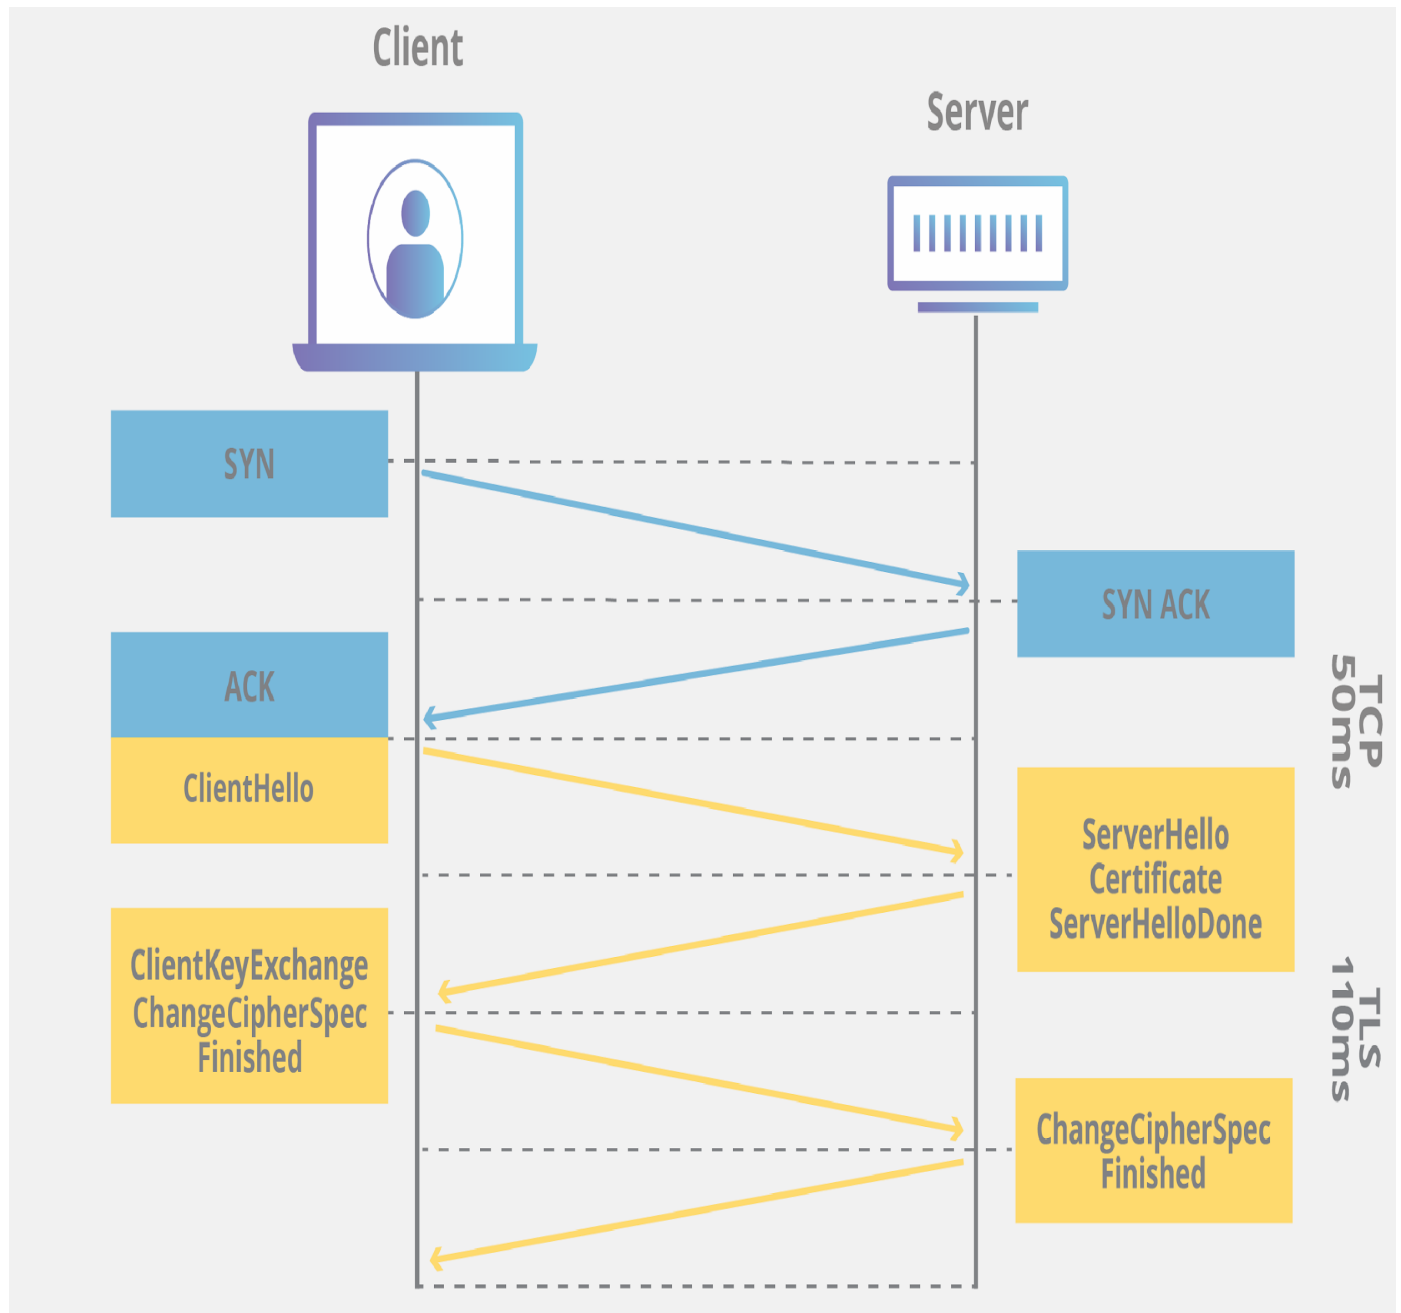 Client
Server
SYN
SYN ACK
ACK
ClientHello
TCP
50ms
ServerHello
Certificate
ServerHelloDone
ClientKeyExchange
ChangeCipherSpec
Finished
TLS
110ms
ChangeCipherSpec
Finished